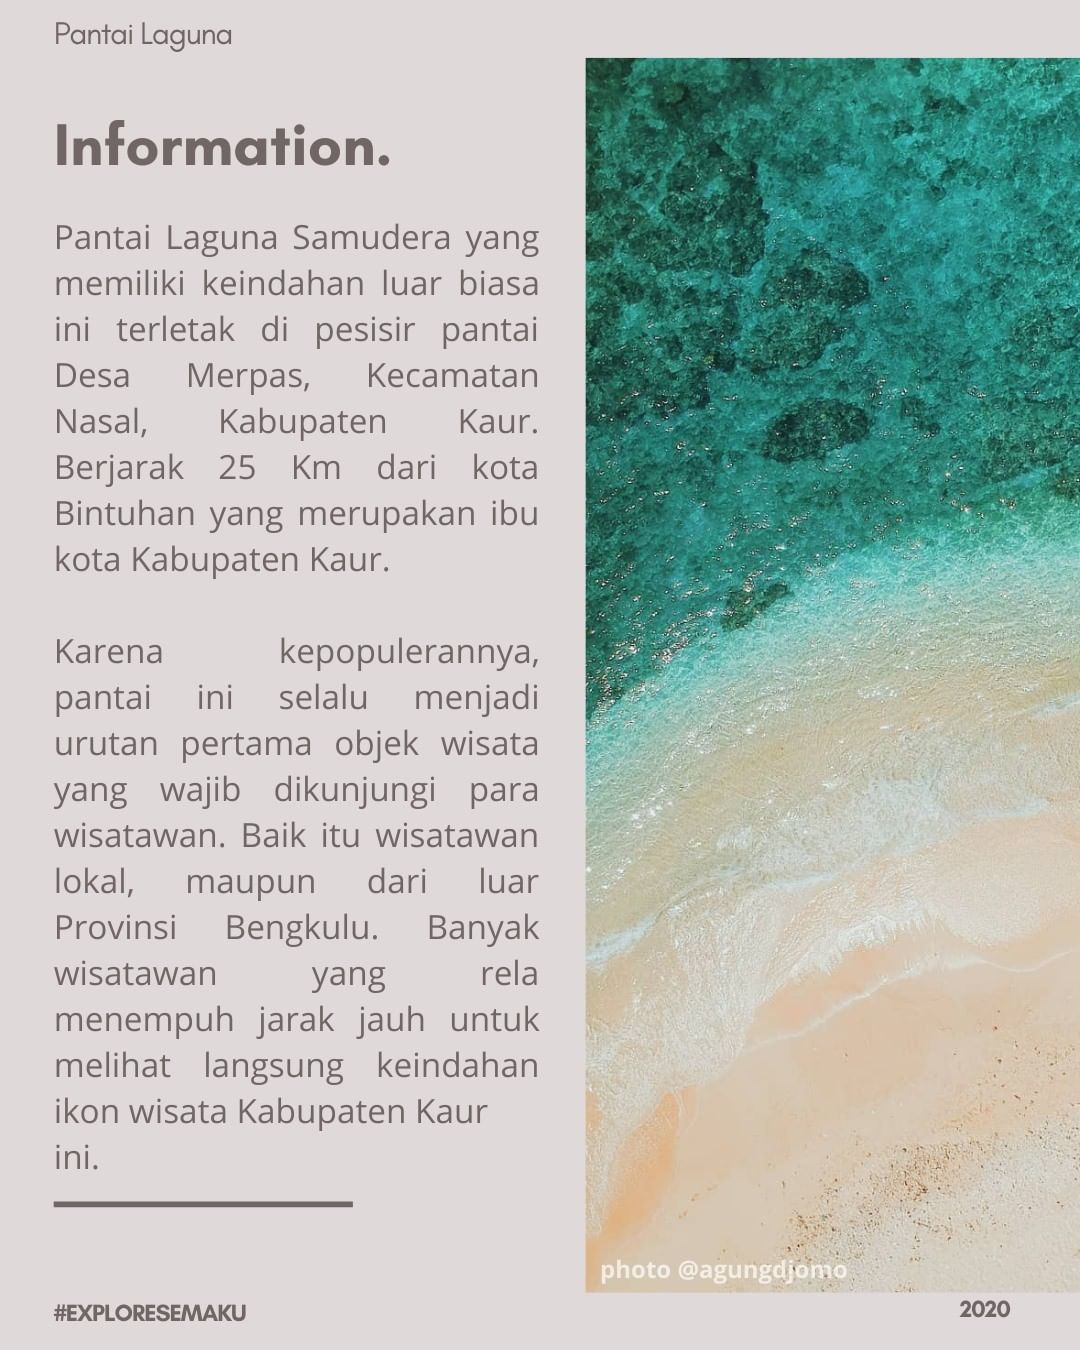 Pantai Laguna
Information.
Pantai Laguna Samudera yang
memiliki keindahan luar biasa
ini terletak di pesisir pantai
Desa Merpas, Kecamatan
Nasal, Kabupaten Kaur.
Berjarak 25 Km dari kota
Bintuhan yang merupakan ibu
kota Kabupaten Kaur.
Karena kepopulerannya,
pantai ini selalu menjadi
urutan pertama objek wisata
yang wajib dikunjungi para
wisatawan. Baik itu wisatawan
lokal, maupun dari luar
Provinsi Bengkulu. Banyak
wisatawan yang rela
menempuh jarak jauh untuk
melihat langsung keindahan
ikon wisata Kabupaten Kaur
ini.
photo @agungdjomo
#EXPLORESEMAKU
2020